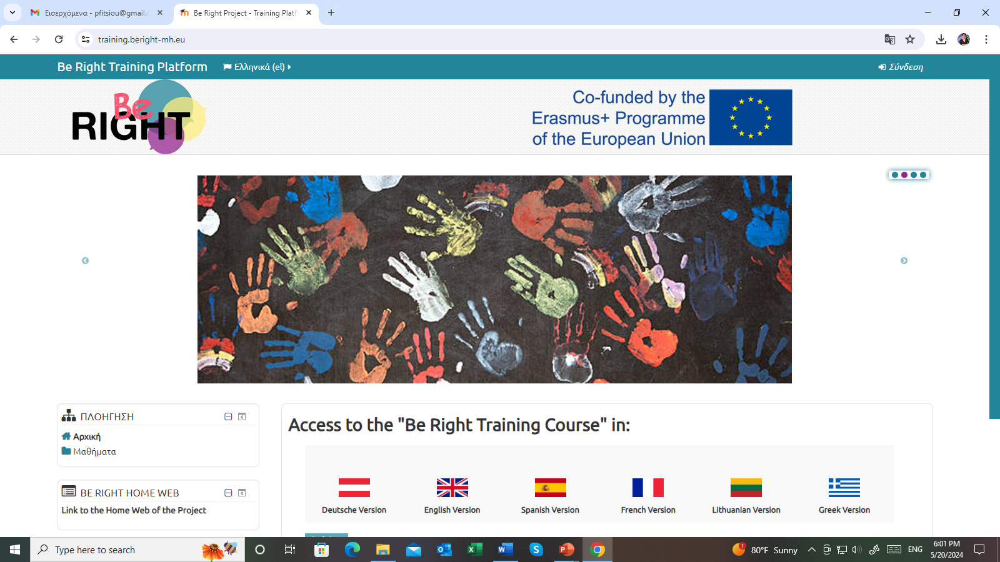 Εισερχόμενα - pfitsiou@gmail.c
Be Right Project - Training Platf
training.beright-mh.eu
Be Right Training Platform
Ελληνικά (el)
Σύνδεση
Be
RIGHT
Co-funded by the
Erasmus+ Programme
of the European Union
ΠΛΟΗΓΗΣΗ
Αρχική
Μαθήματα
BE RIGHT HOME WEB
Link to the Home Web of the Project
Access to the "Be Right Training Course" in:
Deutsche Version
English Version
Spanish Version
French Version
Lithuanian Version
Greek Version
Type here to search
80°F Sunny
ENG
6:01 PM
5/20/2024